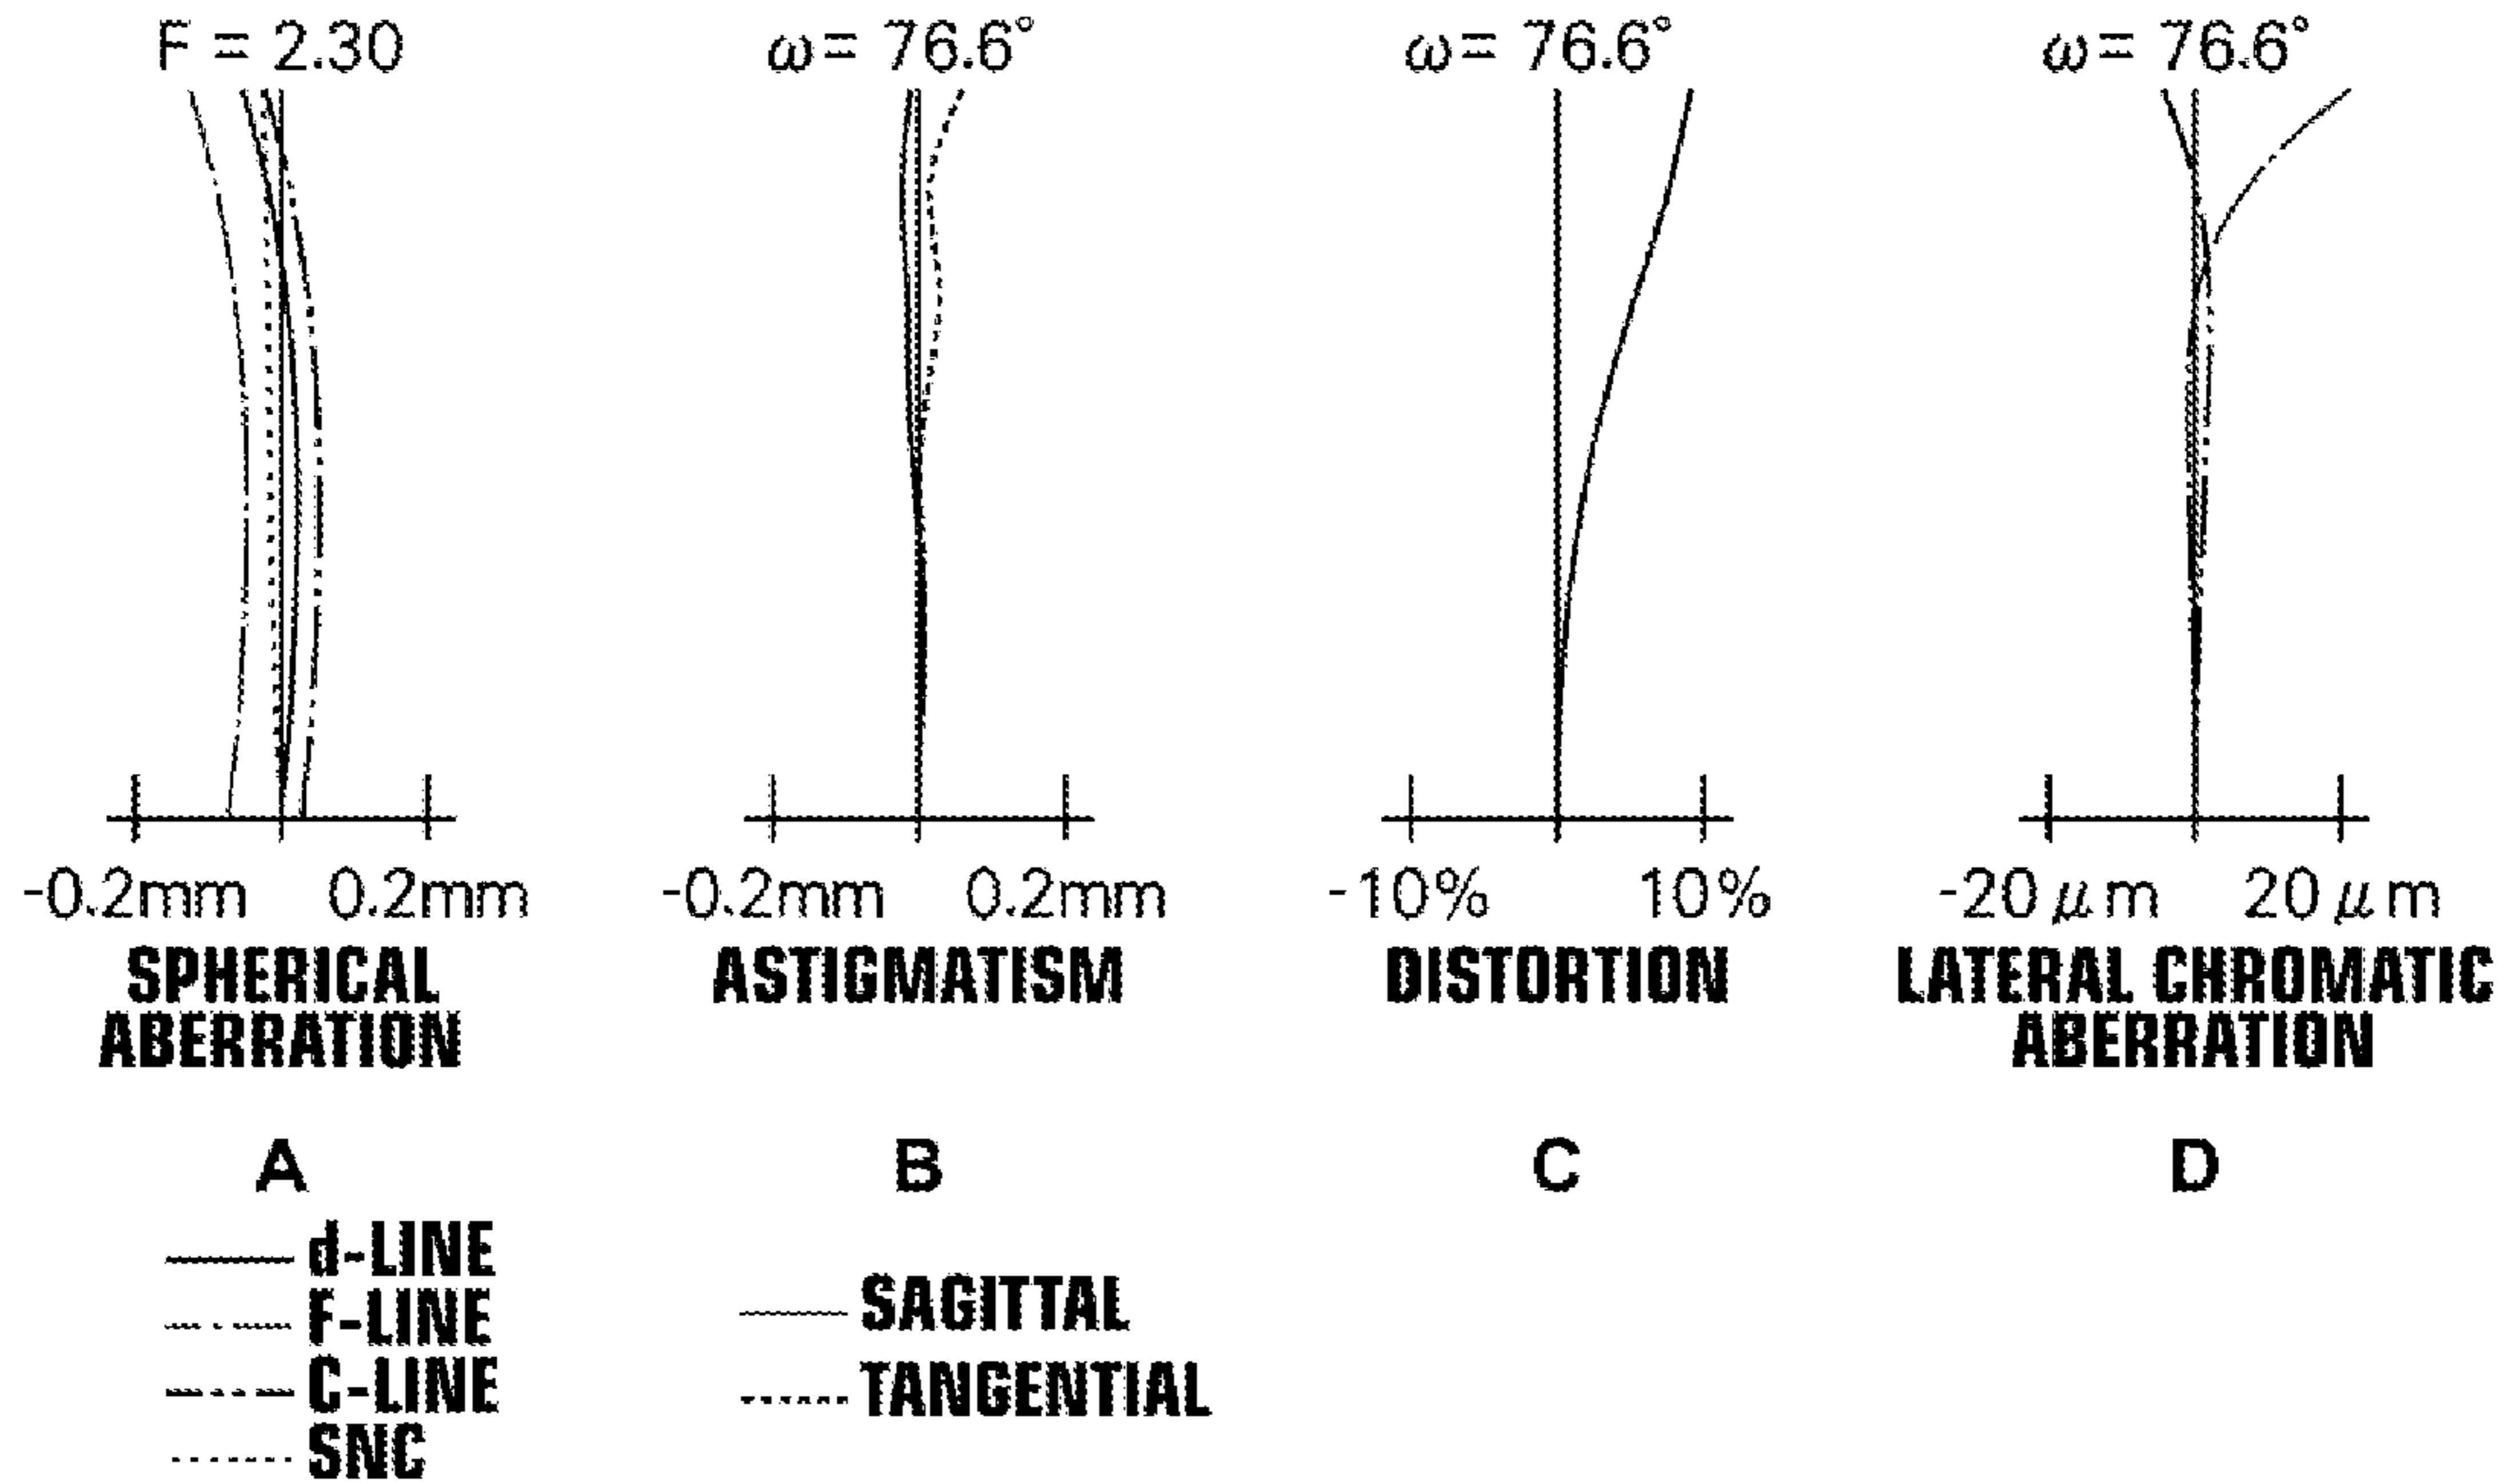 F = 2.30
ω= 76.6°
ω= 76.6°
ω= 76.6°
-0.2mm 0.2mm
-0.2mm 0.2mm
-10% 10%
-20μm 20μm
SPHERICAL
ABERRATION
ASTIGMATISM
DISTORTION
LATERAL CHROMATIC
ABERRATION
A
B
C
D
d-LINE
F-LINE
C-LINE
SNC
SAGITTAL
TANGENTIAL